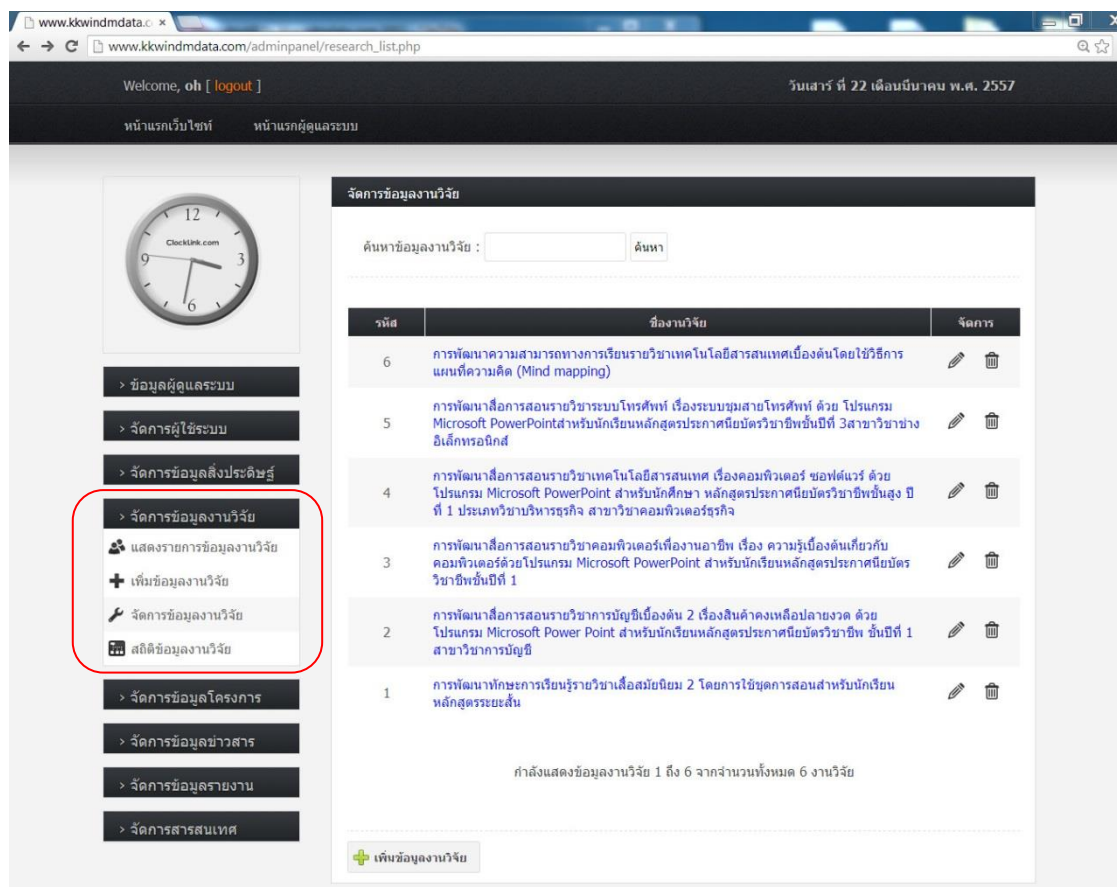 www.kkwindmdata.c
www.kkwindmdata.com/adminpanel/research_list.php
Welcome, oh [ logout ]
วันเสาร์ ที่ 22 เดือนมีนาคม พ.ศ. 2557
หน้าแรกเว็บไซท์ หน้าแรกผู้ดูแลระบบ
12
ClockLink.com
9 3
6
> ข้อมูลผู้ดูแลระบบ
> จัดการผู้ใช้ระบบ
> จัดการข้อมูลสิ่งประดิษฐ์
> จัดการข้อมูลงานวิจัย
แสดงรายการข้อมูลงานวิจัย
เพิ่มข้อมูลงานวิจัย
จัดการข้อมูลงานวิจัย
สถิติข้อมูลงานวิจัย
> จัดการข้อมูลโครงการ
> จัดการข้อมูลข่าวสาร
> จัดการข้อมูลรายงาน
> จัดการสารสนเทศ
จัดการข้อมูลงานวิจัย
ค้นหาข้อมูลงานวิจัย : ค้นหา
รหัส ชื่องานวิจัย จัดการ
6 การพัฒนาความสามารถทางการเรียนรายวิชาเทคโนโลยีสารสนเทศเบื้องต้นโดยใช้วิธีการ
แผนที่ความคิด (Mind mapping)
การพัฒนาสื่อการสอนรายวิชาระบบโทรศัพท์ เรื่องระบบชุมสายโทรศัพท์ ด้วย โปรแกรม
5 Microsoft PowerPointสำหรับนักเรียนหลักสูตรประกาศนียบัตรวิชาชีพชั้นปีที่ 3สาขาวิชาช่าง
อิเล็กทรอนิกส์
การพัฒนาสื่อการสอนรายวิชาเทคโนโลยีสารสนเทศ เรื่องคอมพิวเตอร์ ซอฟต์แวร์ ด้วย
4 โปรแกรม Microsoft PowerPoint สำหรับนักศึกษา หลักสูตรประกาศนียบัตรวิชาชีพชั้นสูง ปี
ที่ 1 ประเภทวิชาบริหารธุรกิจ สาขาวิชาคอมพิวเตอร์ธุรกิจ
การพัฒนาสื่อการสอนรายวิชาคอมพิวเตอร์เพื่องานอาชีพ เรื่อง ความรู้เบื้องต้นเกี่ยวกับ
3 คอมพิวเตอร์ด้วยโปรแกรม Microsoft PowerPoint สำหรับนักเรียนหลักสูตรประกาศนียบัตร
วิชาชีพชั้นปีที่ 1
การพัฒนาสื่อการสอนรายวิชาการบัญชีเบื้องต้น 2 เรื่องสินค้าคงเหลือปลายงวด ด้วย
2 โปรแกรม Microsoft Power Point สำหรับนักเรียนหลักสูตรประกาศนียบัตรวิชาชีพ ชั้นปีที่ 1
สาขาวิชาการบัญชี
1 การพัฒนาทักษะการเรียนรู้รายวิชาเสื้อสมัยนิยม 2 โดยการใช้ชุดการสอนสำหรับนักเรียน
หลักสูตรระยะสั้น
กำลังแสดงข้อมูลงานวิจัย 1 ถึง 6 จากจำนวนทั้งหมด 6 งานวิจัย
เพิ่มข้อมูลงานวิจัย